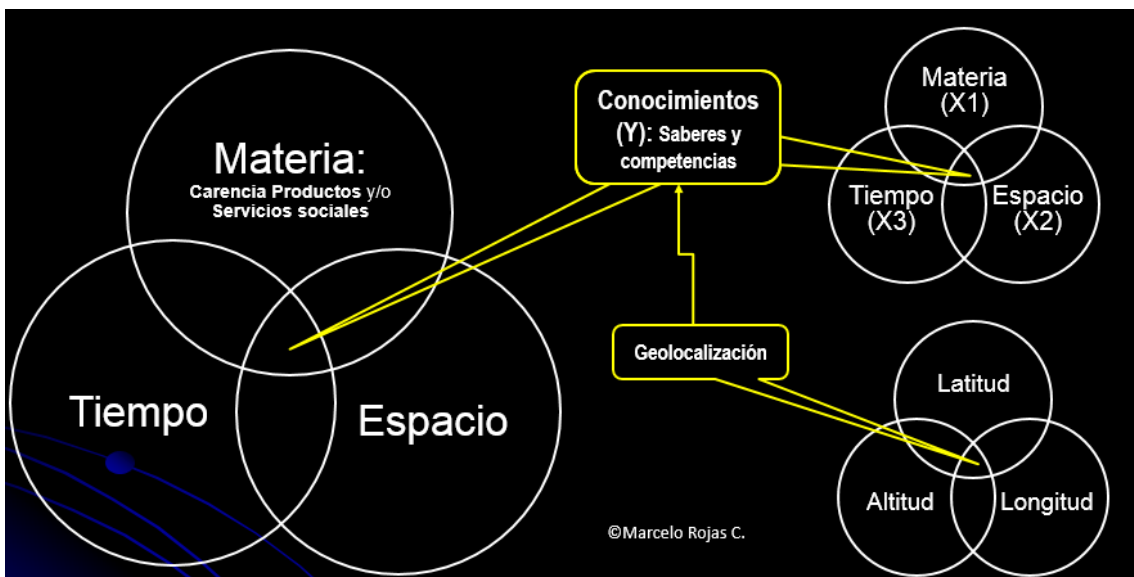 Materia:
Carencia Productos y/o
Servicios sociales
Tiempo
Espacio
Conocimientos
(Y): Saberes y
competencias
Geolocalización
Materia
(X1)
Tiempo
(X3)
Espacio
(X2)
Latitud
Altitud
Longitud
©Marcelo Rojas C.